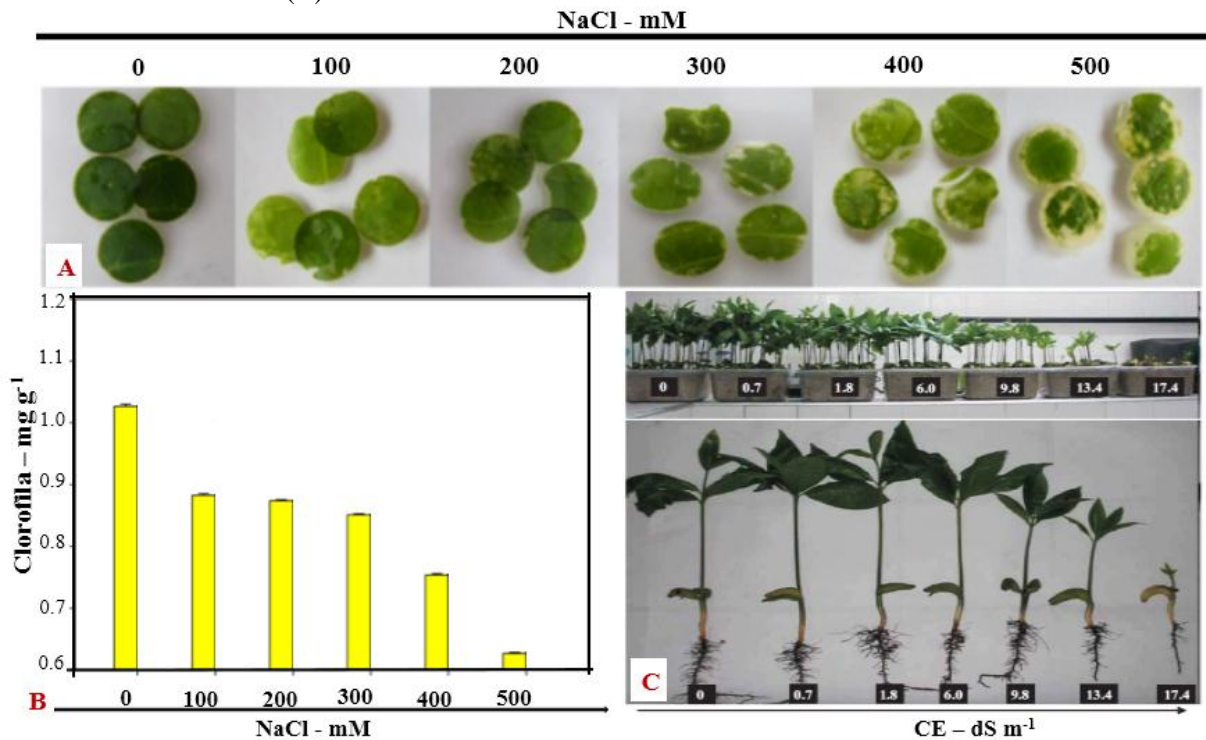 NaCl - mM
0 100 200 300 400 500
A
1.2
1.1
1.0
0.9
0.8
0.7
0.6
Clorofila – mg g⁻¹
0 100 200 300 400 500
B
NaCl - mM
0 0.7 1.8 6.0 9.8 13.4 17.4
C
0 0.7 1.8 6.0 9.8 13.4 17.4
CE – dS m⁻¹